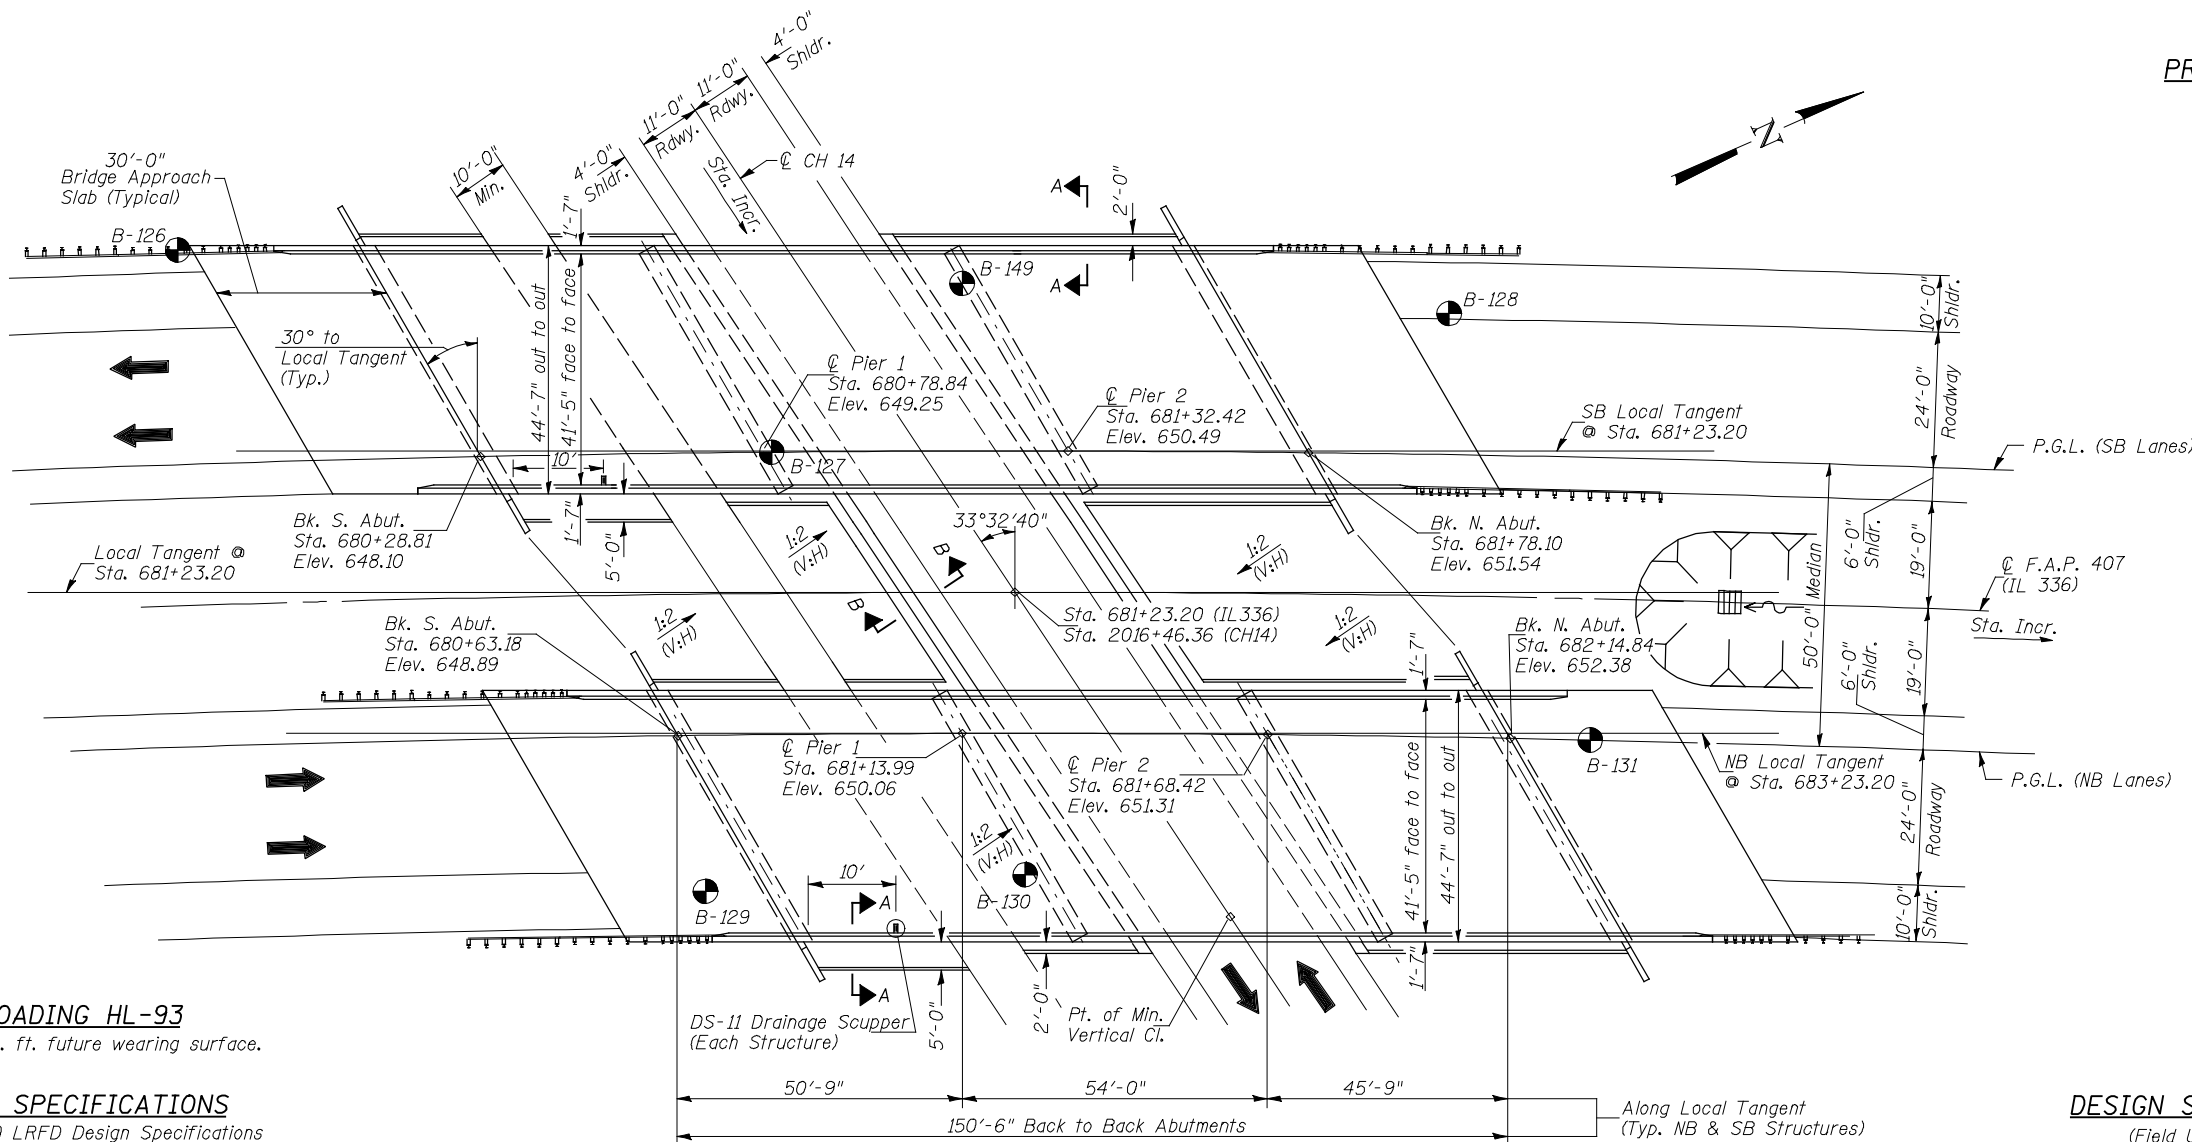 4'-0"
Shldr.
11'-0"
Rdwy.
11'-0"
Rdwy.
4'-0"
Shldr.
10'-0"
Min.
℄ CH 14
Sta. Incr.
PR
N
30'-0"
Bridge Approach
Slab (Typical)
B-126
1'-7"
A
2'-0"
A
B-149
B-128
44'-7" out to out
41'-5" face to face
30° to
Local Tangent
(Typ.)
℄ Pier 1
Sta. 680+78.84
Elev. 649.25
℄ Pier 2
Sta. 681+32.42
Elev. 650.49
SB Local Tangent
@ Sta. 681+23.20
10'-0"
Shldr.
24'-0"
Roadway
P.G.L. (SB Lanes)
10'
B-127
1'-7"
5'-0"
Bk. S. Abut.
Sta. 680+28.81
Elev. 648.10
33°32'40"
1:2
(V:H)
B
B
1:2
(V:H)
Bk. N. Abut.
Sta. 681+78.10
Elev. 651.54
6'-0"
Shldr.
19'-0"
50'-0" Median
℄ F.A.P. 407
(IL 336)
Sta. Incr.
Local Tangent @
Sta. 681+23.20
Bk. S. Abut.
Sta. 680+63.18
Elev. 648.89
1:2
(V:H)
Sta. 681+23.20 (IL336)
Sta. 2016+46.36 (CH14)
1:2
(V:H)
1'-7"
Bk. N. Abut.
Sta. 682+14.84
Elev. 652.38
6'-0"
Shldr.
19'-0"
℄ Pier 1
Sta. 681+13.99
Elev. 650.06
℄ Pier 2
Sta. 681+68.42
Elev. 651.31
41'-5" face to face
44'-7" out to out
B-131
NB Local Tangent
@ Sta. 683+23.20
P.G.L. (NB Lanes)
24'-0"
Roadway
10'-0"
Shldr.
1:2
(V:H)
10'
A
B-129
B-130
A
1'-7"
DS-11 Drainage Scupper
(Each Structure)
5'-0"
2'-0"
Pt. of Min.
Vertical Cl.
OADING HL-93
. ft. future wearing surface.
50'-9"
54'-0"
45'-9"
150'-6" Back to Back Abutments
Along Local Tangent
(Typ. NB & SB Structures)
SPECIFICATIONS
LRFD Design Specifications
DESIGN S
(Field U